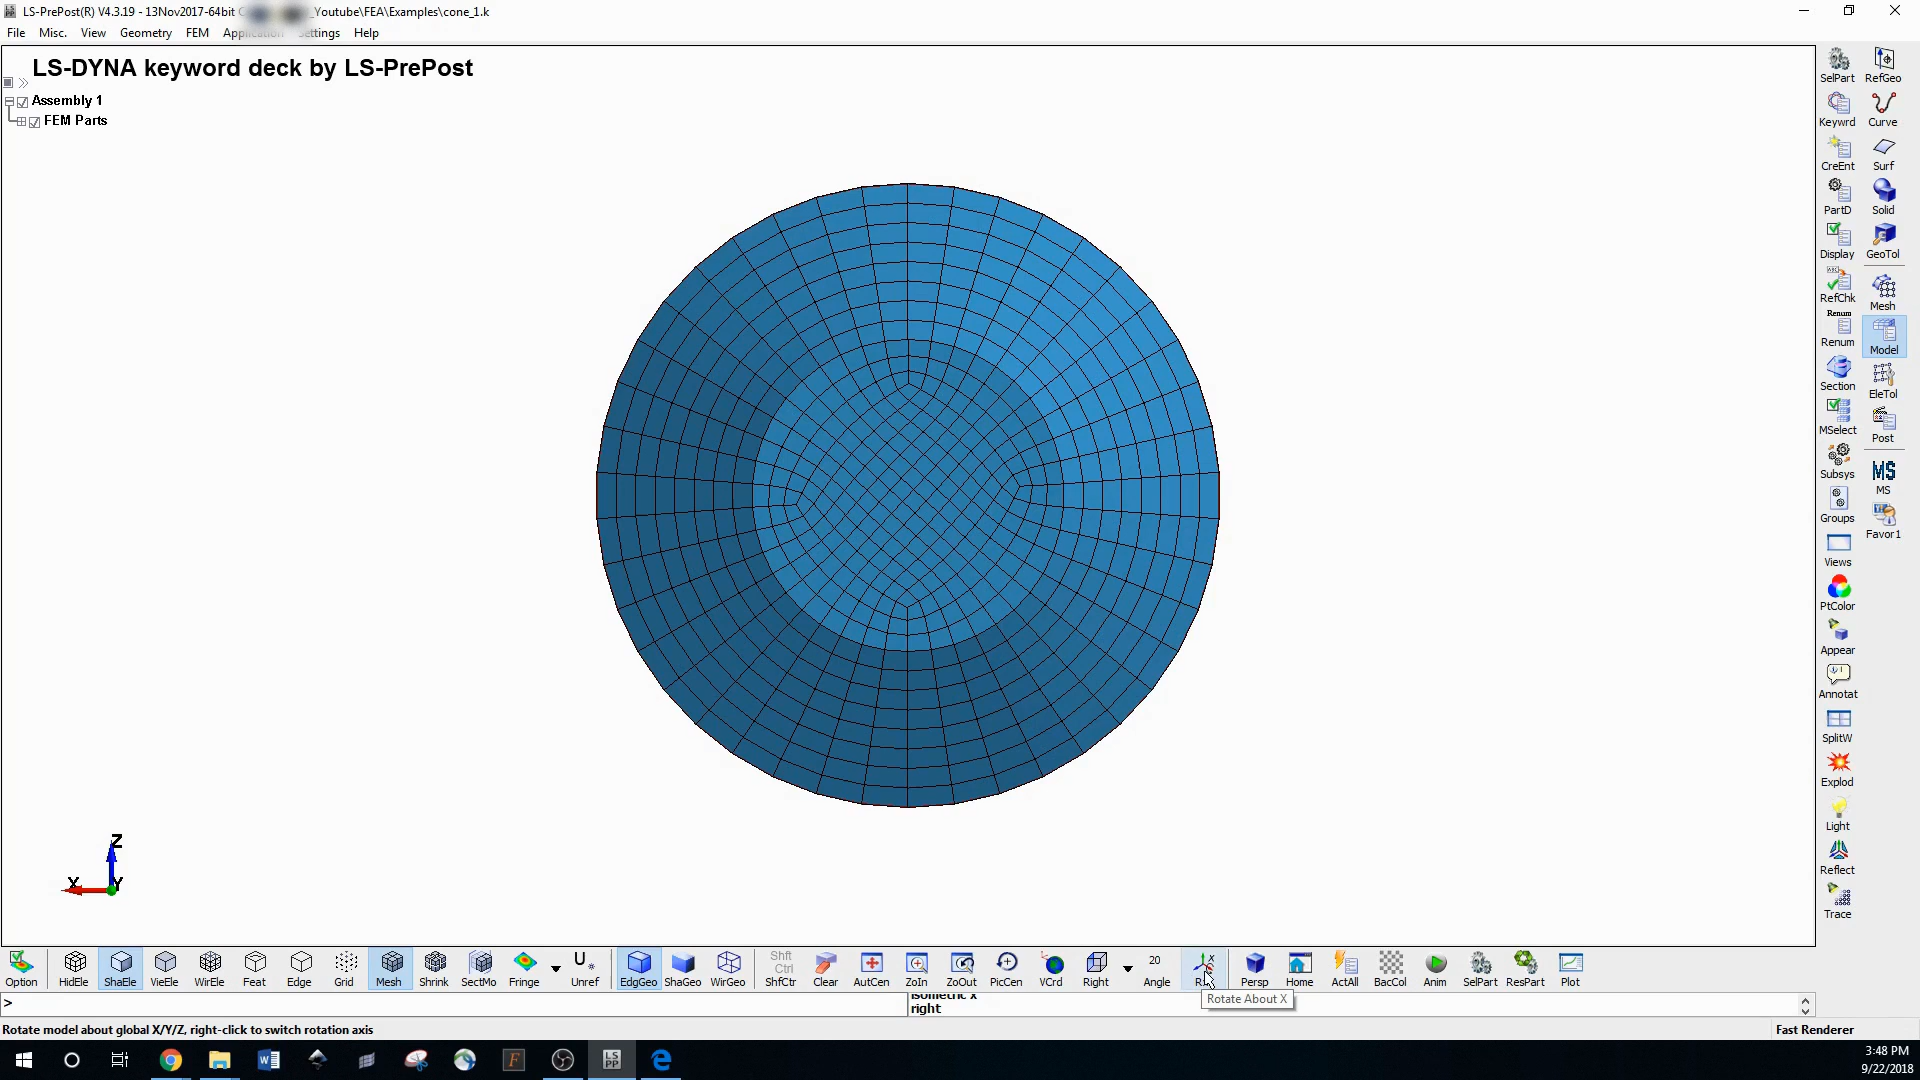 LS-PrePost(R) V4.3.19 - 13Nov2017-64bit _Youtube\FEA\Examples\cone_1.k
File Misc. View Geometry FEM Settings Help
LS-DYNA keyword deck by LS-PrePost
Assembly 1
FEM Parts
SelPart RefGeo
Keywrd Curve
CreEnt Surf
PartD Solid
Display GeoTol
RefChk Mesh
Renum
Renum Model
Section EleTol
MSelect Post
Subsys MS
MS
Groups Favor1
Views
PtColor
Appear
Annotat
SplitW
Explod
Light
Reflect
Trace
Z
X Y
Option HidEle ShaEle VieEle WirEle Feat Edge Grid Mesh Shrink SectMo Fringe Unref EdgGeo ShaGeo WirGeo Shft Ctrl ShfCtr Clear AutCen ZoIn ZoOut PicCen VCrd Right 20 Angle Persp Home ActAll BacCol Anim SelPart ResPart Plot
>
isometric x
right
Rotate About X
Rotate model about global X/Y/Z, right-click to switch rotation axis
Fast Renderer
3:48 PM
9/22/2018